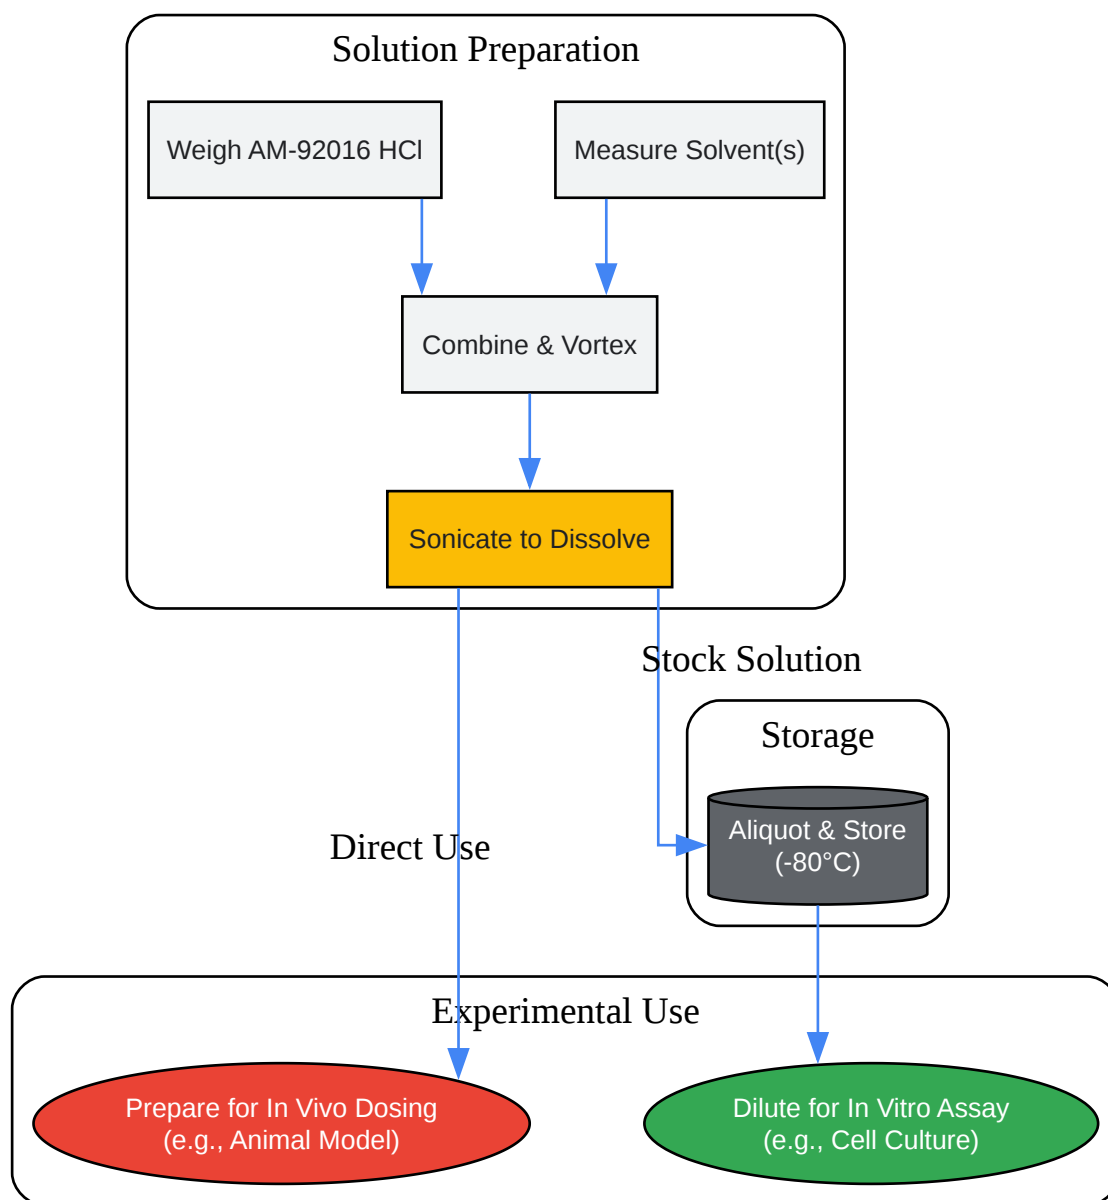 Solution Preparation
Weigh AM-92016 HCl
Measure Solvent(s)
Combine & Vortex
Sonicate to Dissolve
Stock Solution
Storage
Aliquot & Store
(-80°C)
Direct Use
Experimental Use
Prepare for In Vivo Dosing
(e.g., Animal Model)
Dilute for In Vitro Assay
(e.g., Cell Culture)